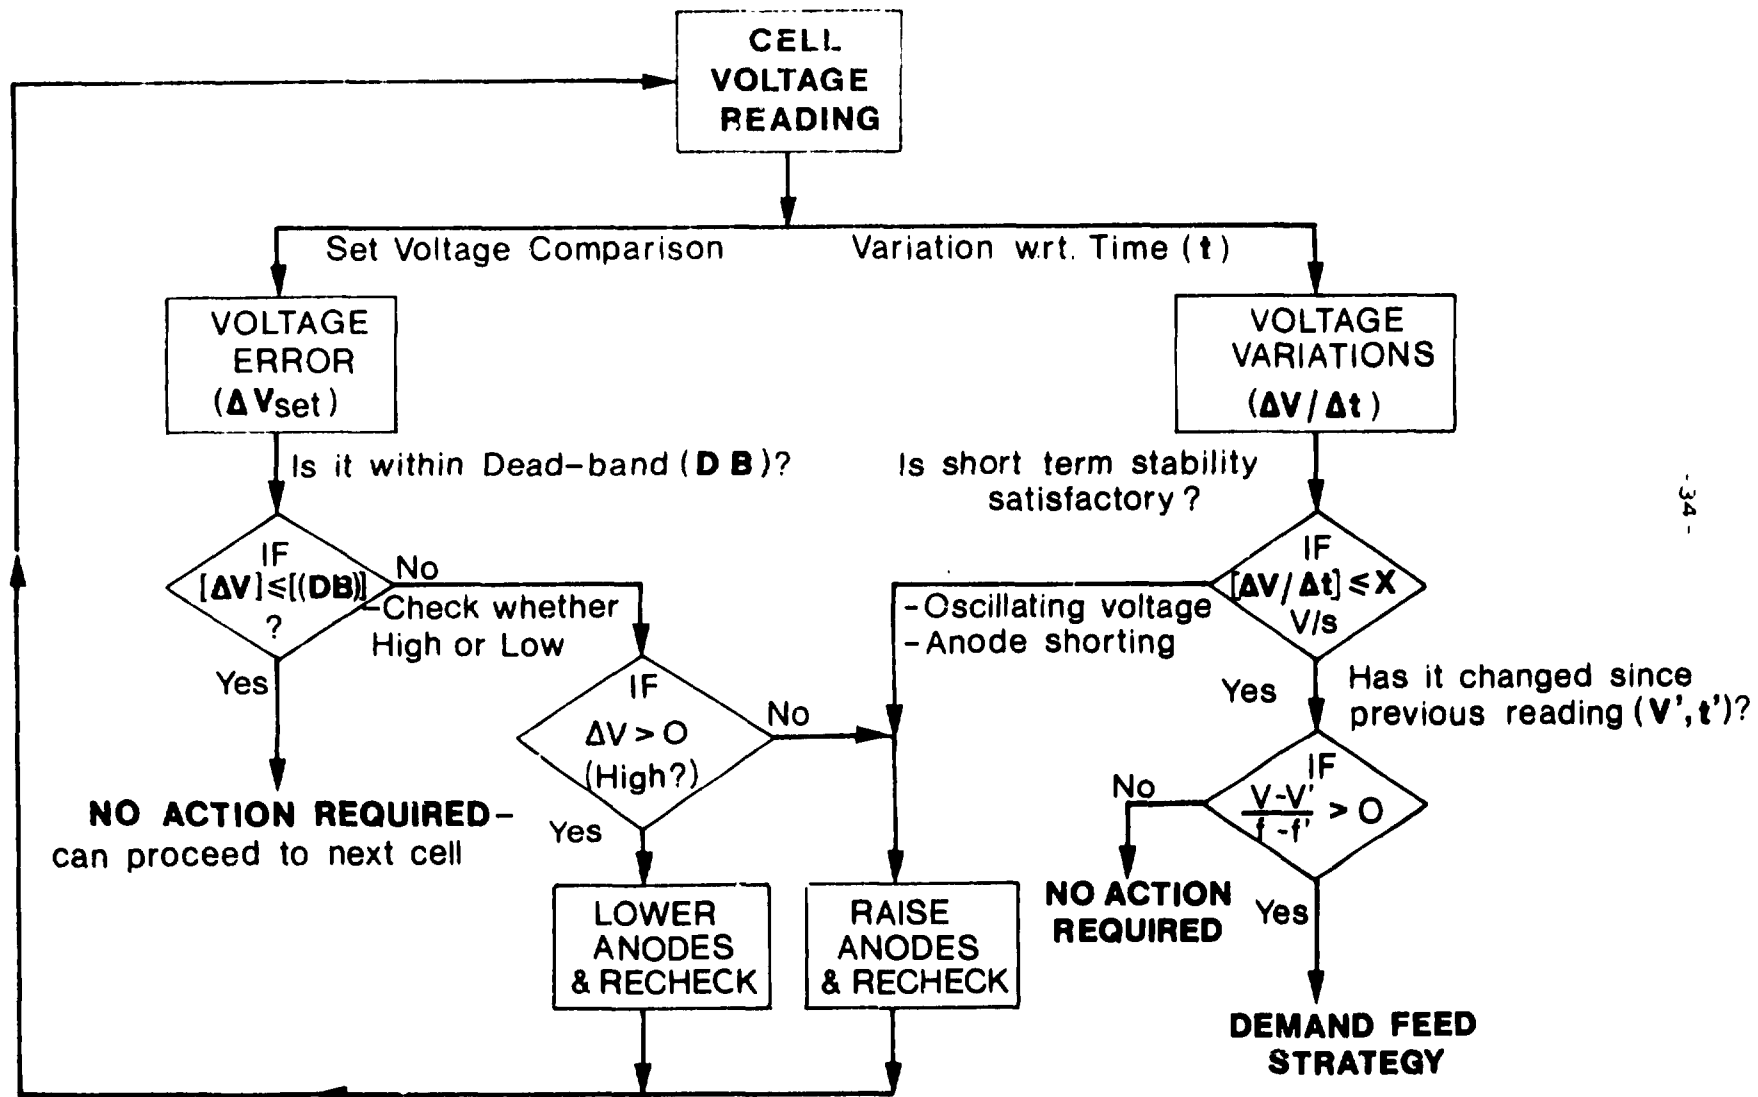 CELL
VOLTAGE
READING
Set Voltage Comparison
Variation w.r.t. Time (t)
VOLTAGE
ERROR
(ΔVset)
VOLTAGE
VARIATIONS
(ΔV/Δt)
Is it within Dead-band (DB)?
Is short term stability
satisfactory?
-34-
IF
[ΔV]≤[(DB)]
?
No
-Check whether
High or Low
Yes
IF
[ΔV/Δt]≤X
V/s
-Oscillating voltage
-Anode shorting
Yes
Has it changed since
previous reading (V',t')?
IF
ΔV>O
(High?)
No
Yes
NO ACTION REQUIRED-
can proceed to next cell
IF
V-V'
f-f'
> O
No
Yes
NO ACTION
REQUIRED
LOWER
ANODES
& RECHECK
RAISE
ANODES
& RECHECK
DEMAND FEED
STRATEGY